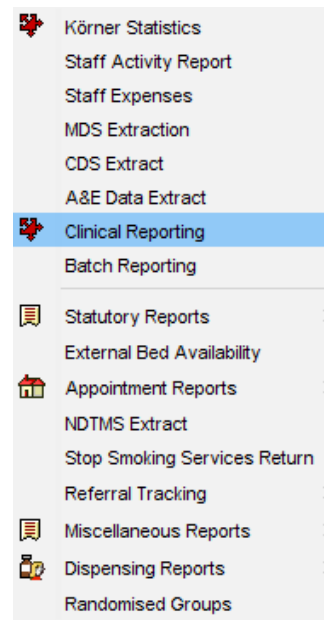 Körner Statistics
Staff Activity Report
Staff Expenses
MDS Extraction
CDS Extract
A&E Data Extract
Clinical Reporting
Batch Reporting
Statutory Reports
External Bed Availability
Appointment Reports
NDTMS Extract
Stop Smoking Services Return
Referral Tracking
Miscellaneous Reports
Dispensing Reports
Randomised Groups